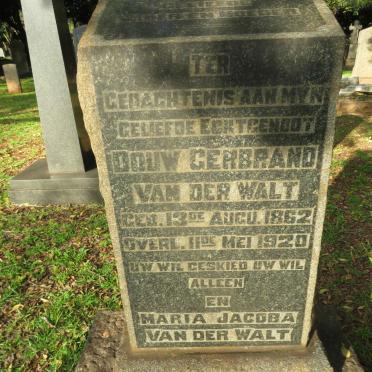 TER
GEDACHTENIS AAN MYN
GELIEFDE ECHTGENOOT
DOUW GERBRAND
VAN DER WALT
GEB. 13DE AUGU. 1862
OVERL. 11DE MEI 1920
UW WIL GESKIED UW WIL
ALLEEN
EN
MARIA JACOBA
VAN DER WALT